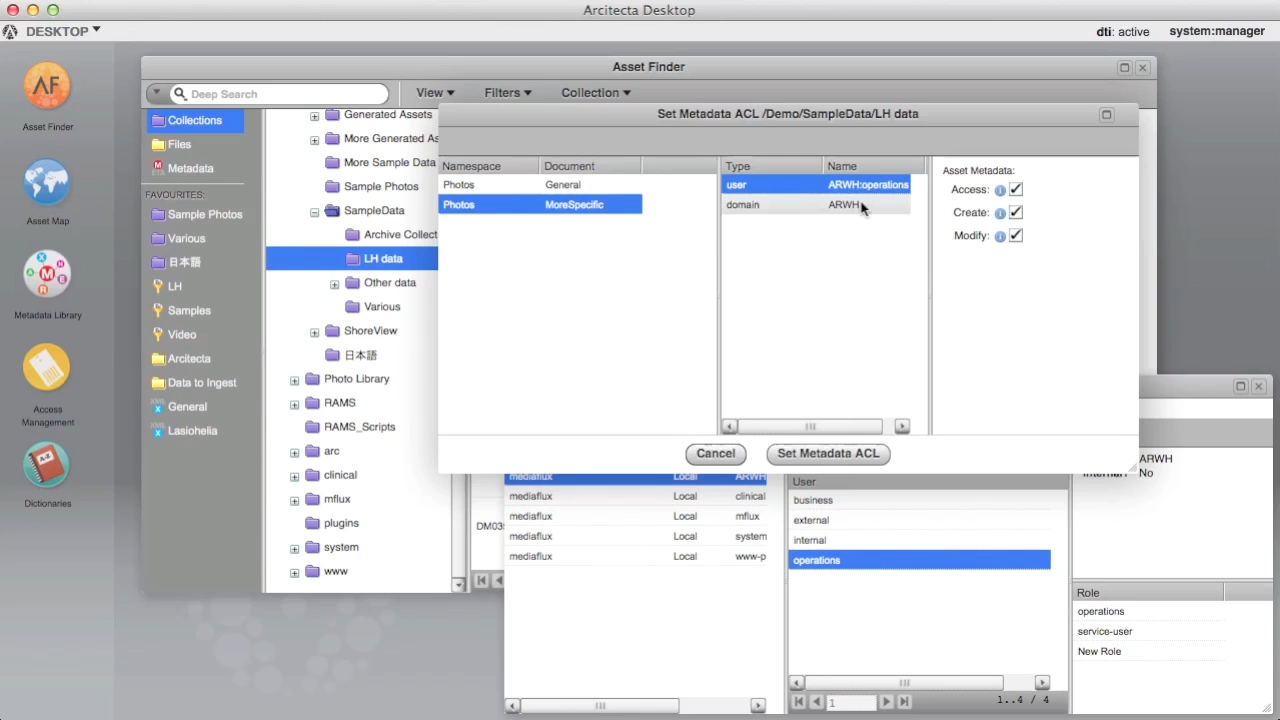 Arcitecta Desktop
DESKTOP
dti: active
system:manager
Asset Finder
Asset Map
Metadata Library
Access
Management
Dictionaries
Asset Finder
Deep Search
View
Filters
Collection
Collections
Files
Metadata
FAVOURITES:
Sample Photos
Various
日本語
LH
Samples
Video
Arcitecta
Data to Ingest
General
Lasiohelia
Generated Assets
More Generated As
More Sample Data
Sample Photos
SampleData
Archive Collect
LH data
Other data
Various
ShoreView
日本語
Photo Library
RAMS
RAMS_Scripts
arc
clinical
mflux
plugins
system
www
Set Metadata ACL /Demo/SampleData/LH data
Namespace Document
Photos General
Photos MoreSpecific
Type Name
user ARWH:operations
domain ARWH
Asset Metadata:
Access:
Create:
Modify:
Cancel
Set Metadata ACL
DM03
mediaflux Local ARWH
mediaflux Local clinical
mediaflux Local mflux
mediaflux Local system
mediaflux Local www-p
User
business
external
internal
operations
1
1..4 / 4
ARWH
No
Role
operations
service-user
New Role